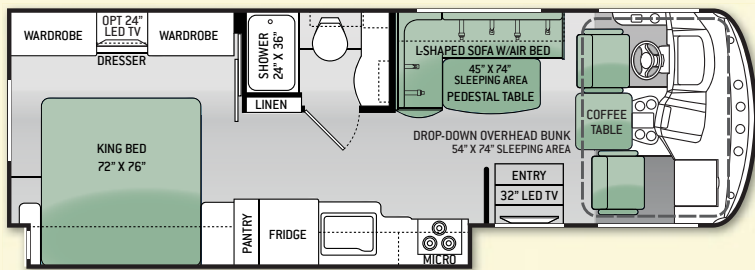 WARDROBE
OPT 24"
LED TV
WARDROBE
DRESSER
SHOWER
24" X 36"
LINEN
L-SHAPED SOFA W/AIR BED
45" X 74"
SLEEPING AREA
PEDESTAL TABLE
COFFEE
TABLE
DROP-DOWN OVERHEAD BUNK
54" X 74" SLEEPING AREA
KING BED
72" X 76"
ENTRY
32" LED TV
PANTRY
FRIDGE
MICRO